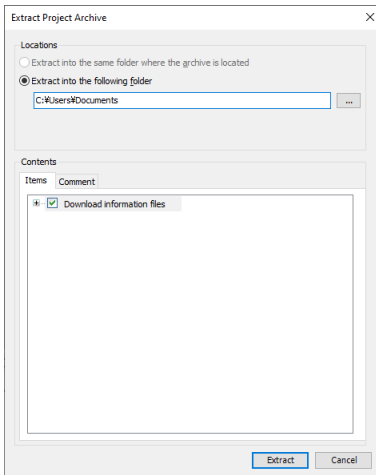 Extract Project Archive
Locations
Extract into the same folder where the archive is located
Extract into the following folder
C:¥Users¥Documents
...
Contents
Items Comment
Download information files
Extract Cancel